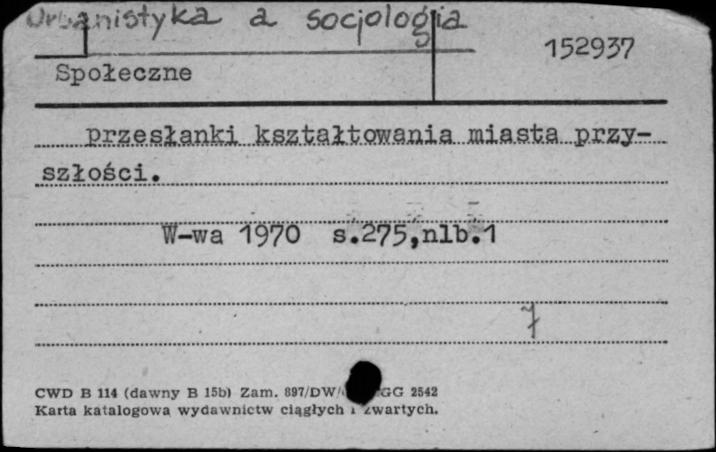 Urbanistyka a socjologia
152937
Społeczne
przesłanki kształtowania miasta przy-
szłości.
W-wa 1970 s.275,nlb.1
7
CWD B 114 (dawny B 15b) Zam. 897/DW/ GG 2542
Karta katalogowa wydawnictw ciągłych i zwartych.